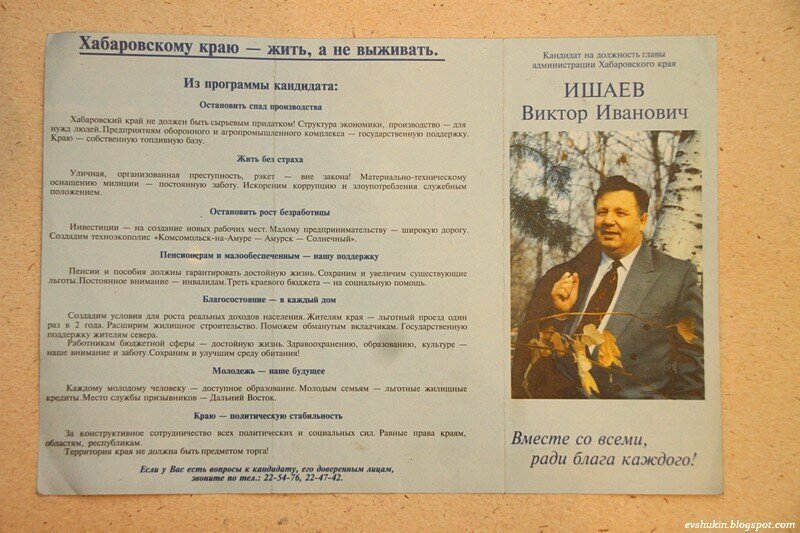 Хабаровскому краю — жить, а не выживать.
Из программы кандидата:
Остановить спад производства
Хабаровский край не должен быть сырьевым придатком! Структура экономики, производство — для
нужд людей. Предприятиям оборонного и агропромышленного комплекса — государственную поддержку.
Краю — собственную топливную базу.
Жить без страха
Уличная, организованная преступность, рэкет — вне закона! Материально-техническому
оснащению милиции — постоянную заботу. Искореним коррупцию и злоупотребления служебным
положением.
Остановить рост безработицы
Инвестиции — на создание новых рабочих мест. Малому предпринимательству — широкую дорогу.
Создадим техноэкополис «Комсомольск-на-Амуре — Амурск — Солнечный».
Пенсионерам и малообеспеченным — нашу поддержку
Пенсии и пособия должны гарантировать достойную жизнь. Сохраним и увеличим существующие
льготы. Постоянное внимание — инвалидам. Треть краевого бюджета — на социальную помощь.
Благосостояние — в каждый дом
Создадим условия для роста реальных доходов населения. Жителям края — льготный проезд один
раз в 2 года. Расширим жилищное строительство. Поможем обманутым вкладчикам. Государственную
поддержку жителям севера.
Работникам бюджетной сферы — достойную жизнь. Здравоохранению, образованию, культуре —
наше внимание и заботу. Сохраним и улучшим среду обитания!
Молодежь — наше будущее
Каждому молодому человеку — доступное образование. Молодым семьям — льготные жилищные
кредиты. Место службы призывников — Дальний Восток.
Краю — политическую стабильность
За конструктивное сотрудничество всех политических и социальных сил. Равные права краям,
областям, республикам.
Территория края не должна быть предметом торга!
Если у Вас есть вопросы к кандидату, его доверенным лицам,
звоните по тел.: 22-54-76, 22-47-42.
Кандидат на должность главы
администрации Хабаровского края
ИШАЕВ
Виктор Иванович
Вместе со всеми,
ради блага каждого!
evshukin.blogspot.com